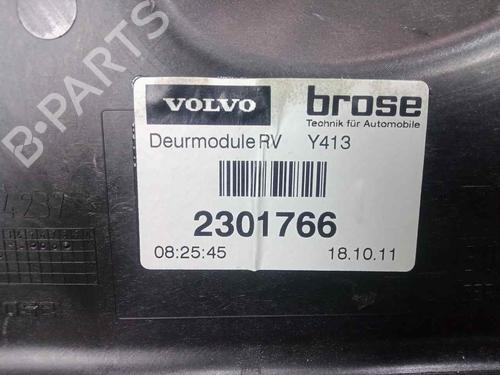 B-PARTS
VOLVO brose
Technik für Automobile
Deurmodule RV Y413
2301766
08:25:45 18.10.11